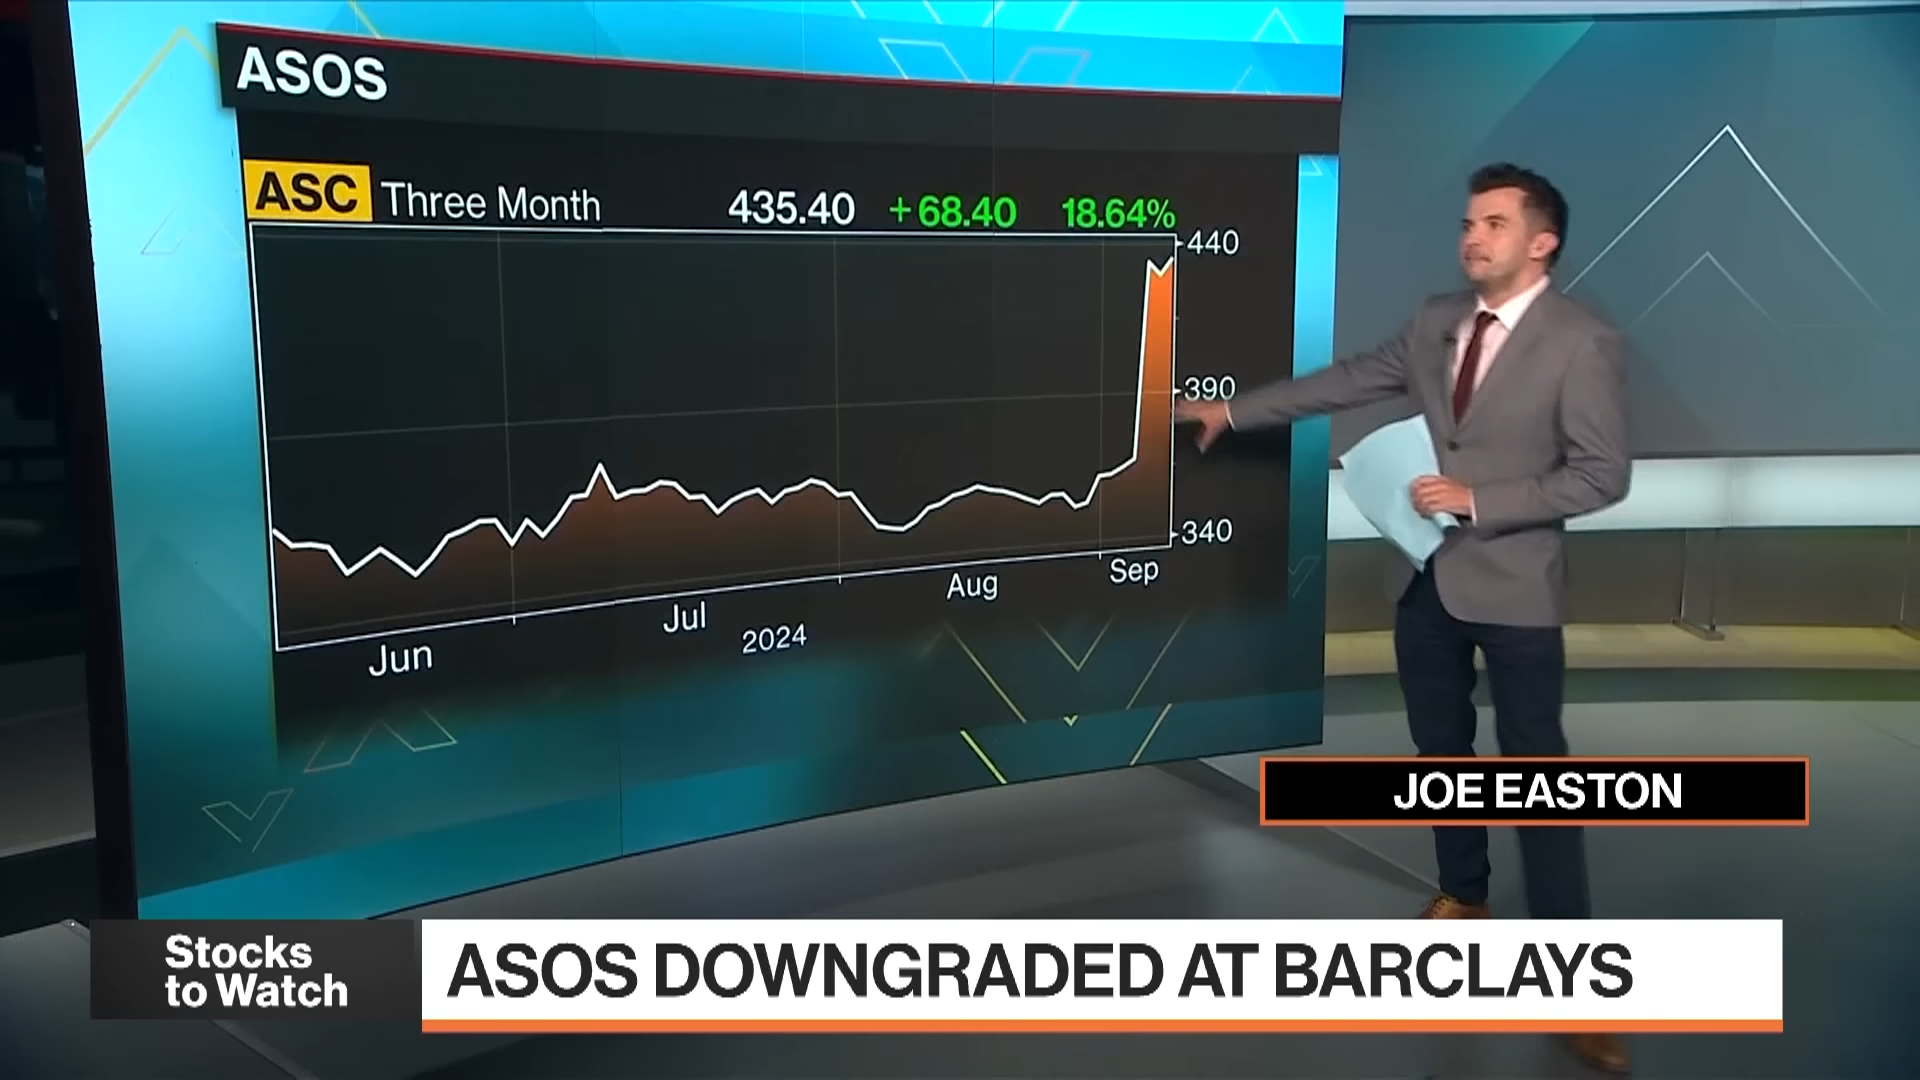 ASOS
ASC Three Month 435.40 +68.40 18.64%
440
390
340
Jun Jul Aug Sep
2024
JOE EASTON
Stocks
to Watch
ASOS DOWNGRADED AT BARCLAYS